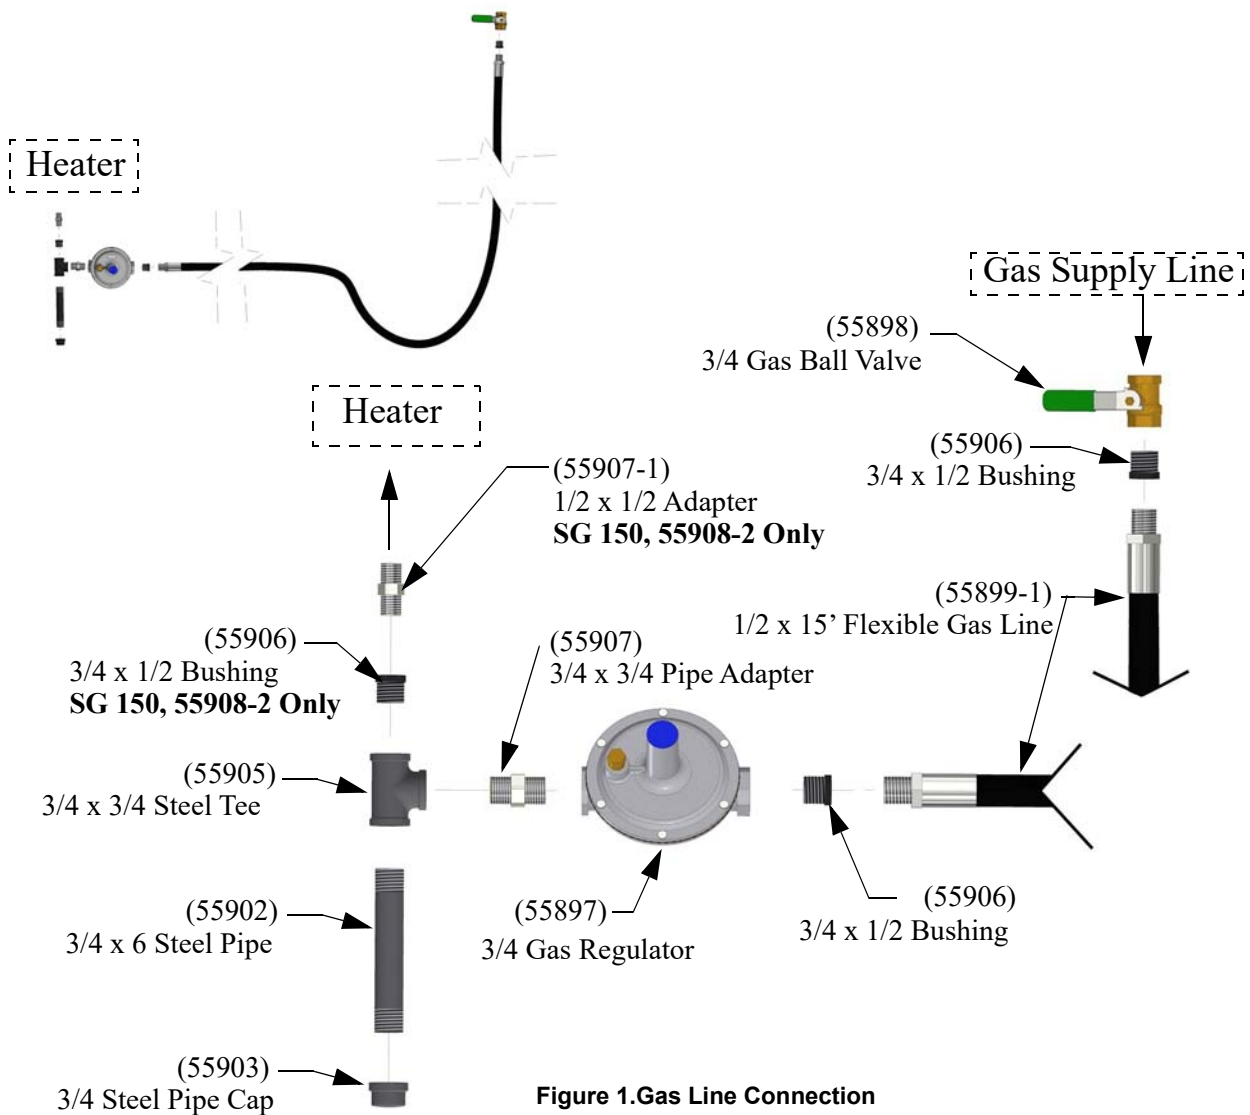 Heater
Gas Supply Line
(55898)
3/4 Gas Ball Valve
Heater
(55906)
3/4 x 1/2 Bushing
(55907-1)
1/2 x 1/2 Adapter
SG 150, 55908-2 Only
(55899-1)
1/2 x 15’ Flexible Gas Line
(55906)
3/4 x 1/2 Bushing
SG 150, 55908-2 Only
(55907)
3/4 x 3/4 Pipe Adapter
(55905)
3/4 x 3/4 Steel Tee
(55902)
3/4 x 6 Steel Pipe
(55897)
3/4 Gas Regulator
(55906)
3/4 x 1/2 Bushing
(55903)
3/4 Steel Pipe Cap
Figure 1.Gas Line Connection